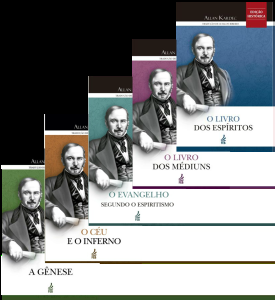 ALLAN KARDEC
EDIÇÃO
HISTÓRICA
O LIVRO
DOS ESPÍRITOS
ALLAN
O LIVRO
DOS MÉDIUNS
ALLAN
O EVANGELHO
SEGUNDO O ESPIRITISMO
ALLAN
O CÉU
E O INFERNO
ALLAN
A GÊNESE